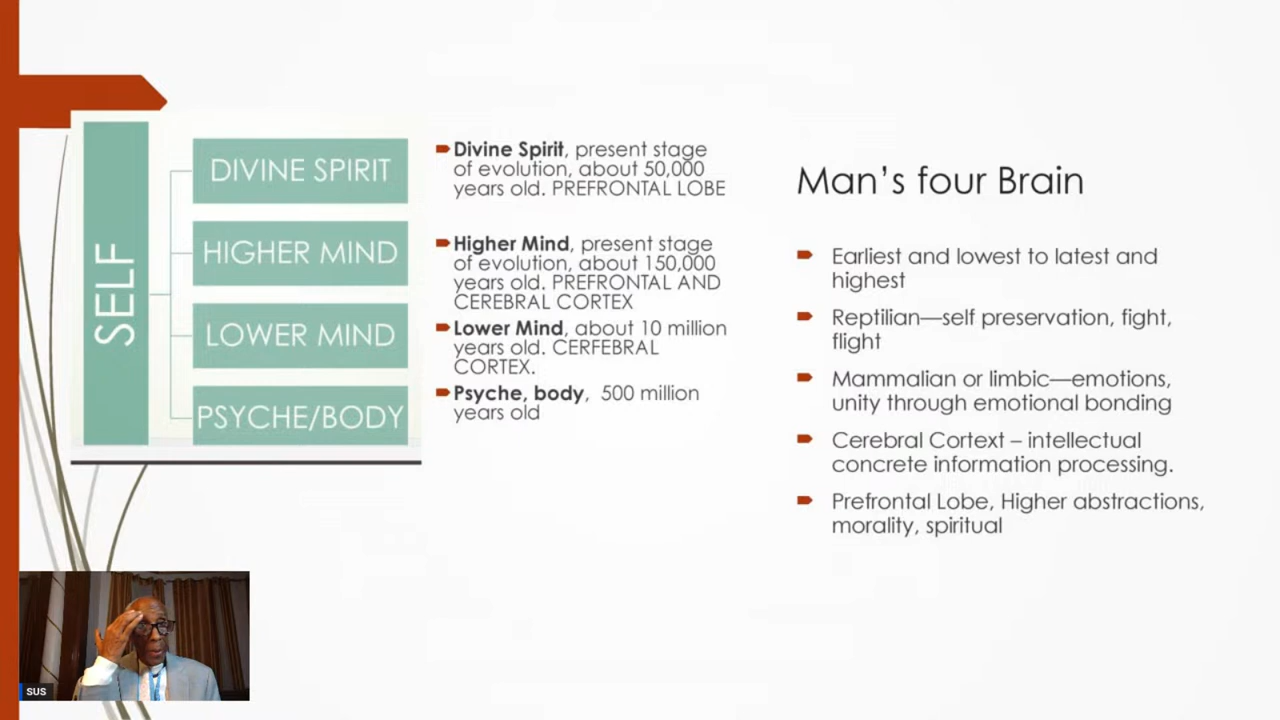 SELF
DIVINE SPIRIT
HIGHER MIND
LOWER MIND
PSYCHE/BODY
Divine Spirit, present stage
of evolution, about 50,000
years old. PREFRONTAL LOBE
Higher Mind, present stage
of evolution, about 150,000
years old. PREFRONTAL AND
CEREBRAL CORTEX
Lower Mind, about 10 million
years old. CERFEBRAL
CORTEX.
Psyche, body, 500 million
years old
Man's four Brain
Earliest and lowest to latest and
highest
Reptilian—self preservation, fight,
flight
Mammalian or limbic—emotions,
unity through emotional bonding
Cerebral Cortext – intellectual
concrete information processing.
Prefrontal Lobe, Higher abstractions,
morality, spiritual
SUS